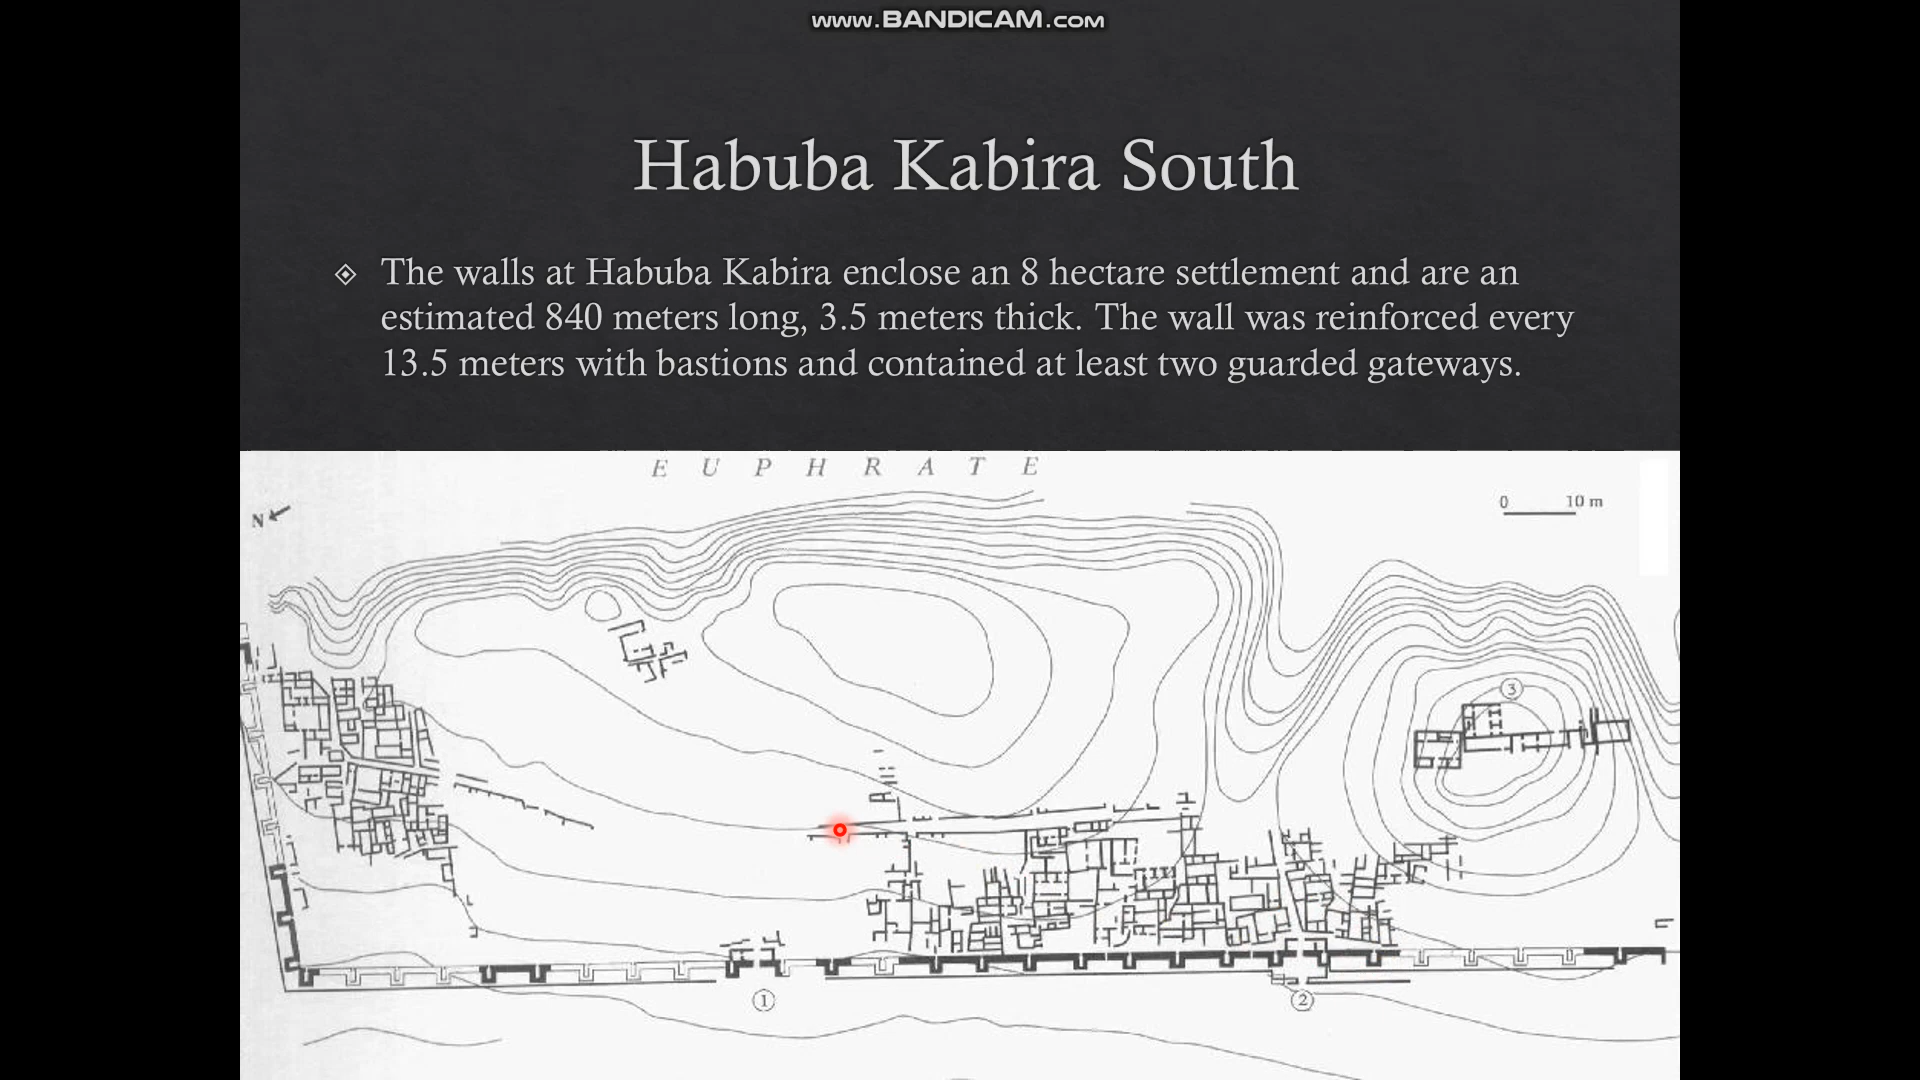 www.BANDICAM.com
Habuba Kabira South
The walls at Habuba Kabira enclose an 8 hectare settlement and are an
estimated 840 meters long, 3.5 meters thick. The wall was reinforced every
13.5 meters with bastions and contained at least two guarded gateways.
E U P H R A T E
N
0 10 m
3
1
2